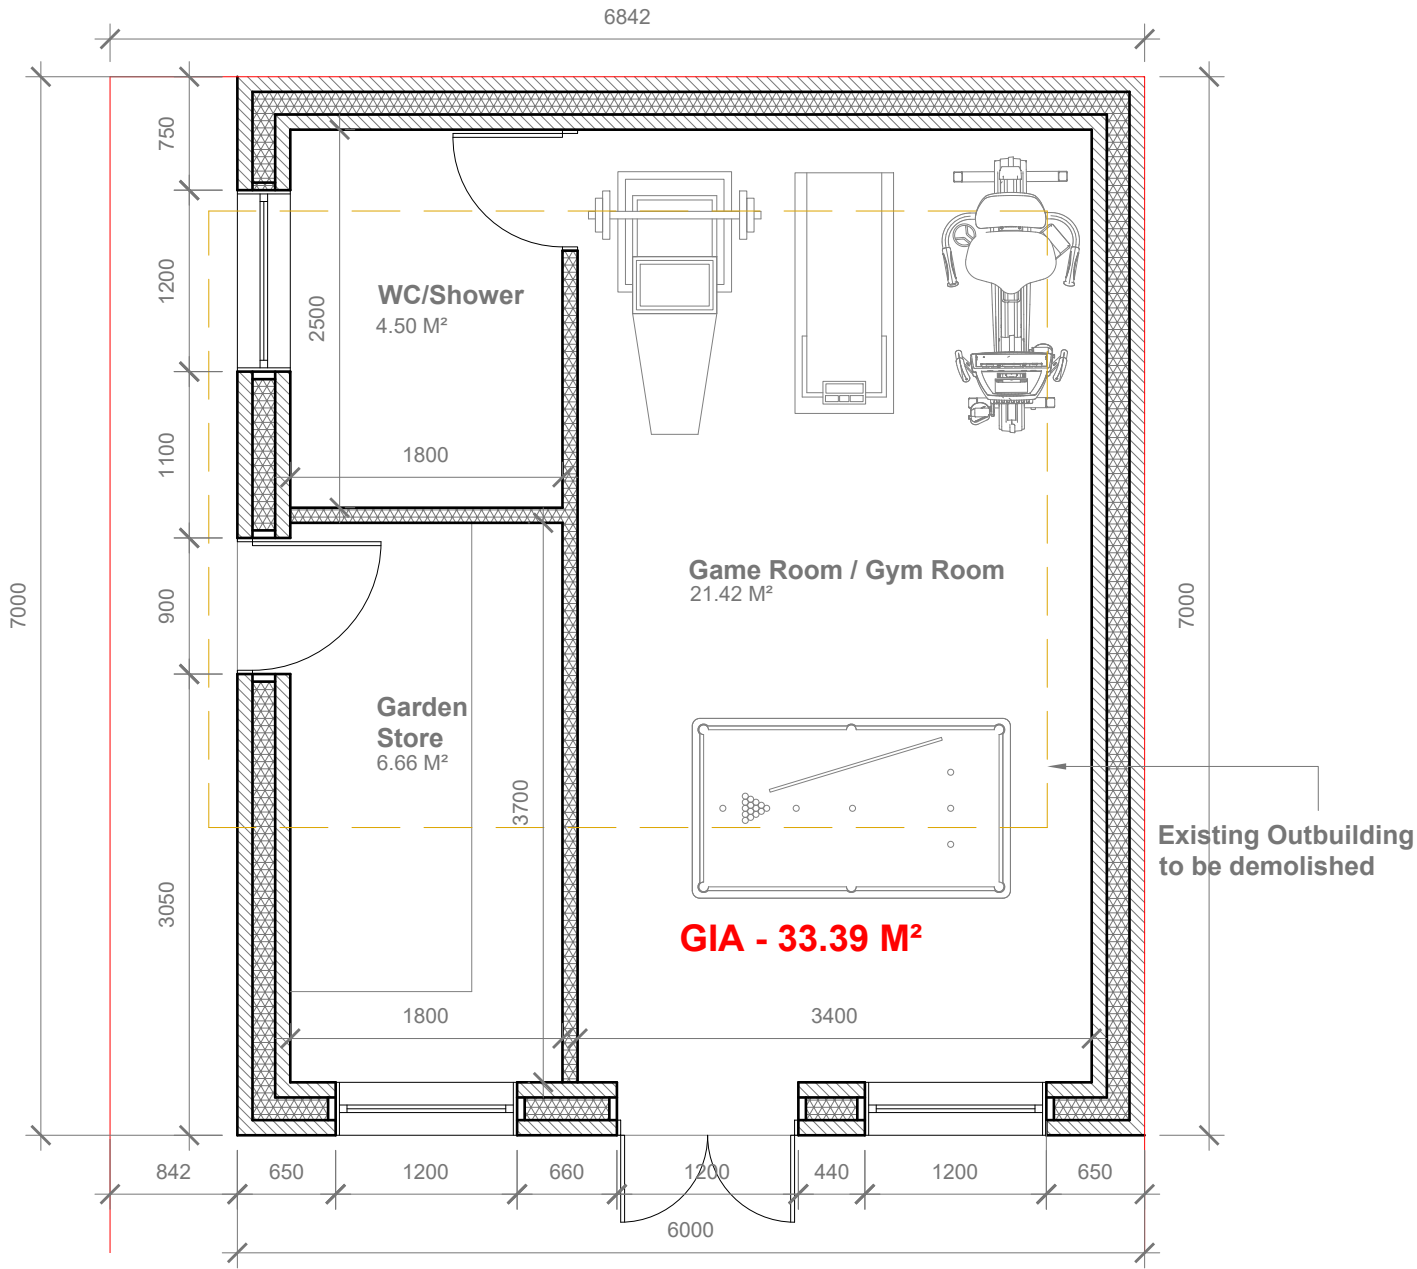 6842
750
1200
WC/Shower
4.50 M²
2500
1100
1800
7000
900
Game Room / Gym Room
21.42 M²
7000
Garden
Store
6.66 M²
3700
3050
Existing Outbuilding
to be demolished
GIA - 33.39 M²
1800
3400
842
650
1200
660
1200
440
1200
650
6000